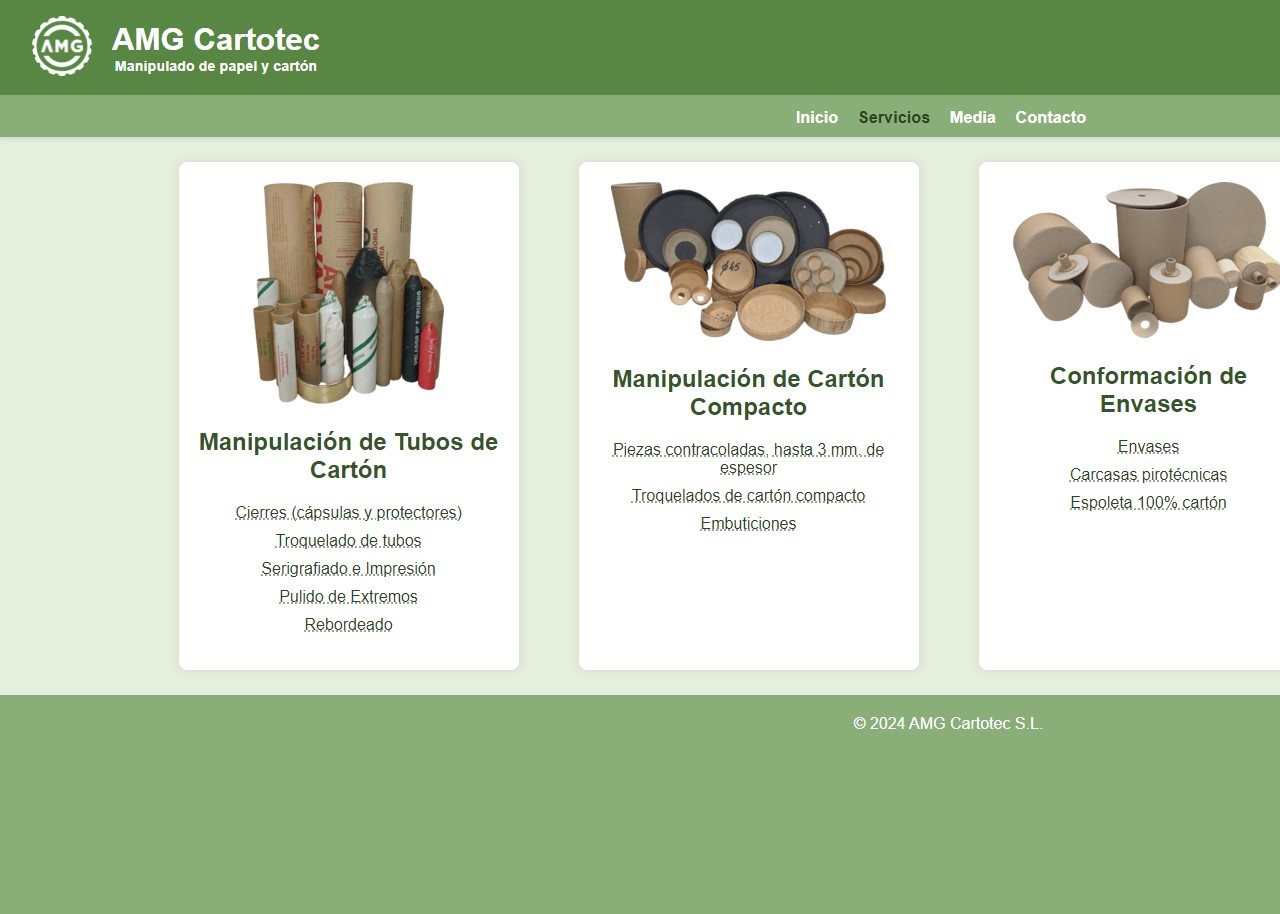 AMG
AMG Cartotec
Manipulado de papel y cartón
Inicio Servicios Media Contacto
Manipulación de Tubos de
Cartón
Cierres (cápsulas y protectores)
Troquelado de tubos
Serigrafiado e Impresión
Pulido de Extremos
Rebordeado
ø45
Manipulación de Cartón
Compacto
Piezas contracoladas, hasta 3 mm. de
espesor
Troquelados de cartón compacto
Embuticiones
Conformación de
Envases
Envases
Carcasas pirotécnicas
Espoleta 100% cartón
© 2024 AMG Cartotec S.L.